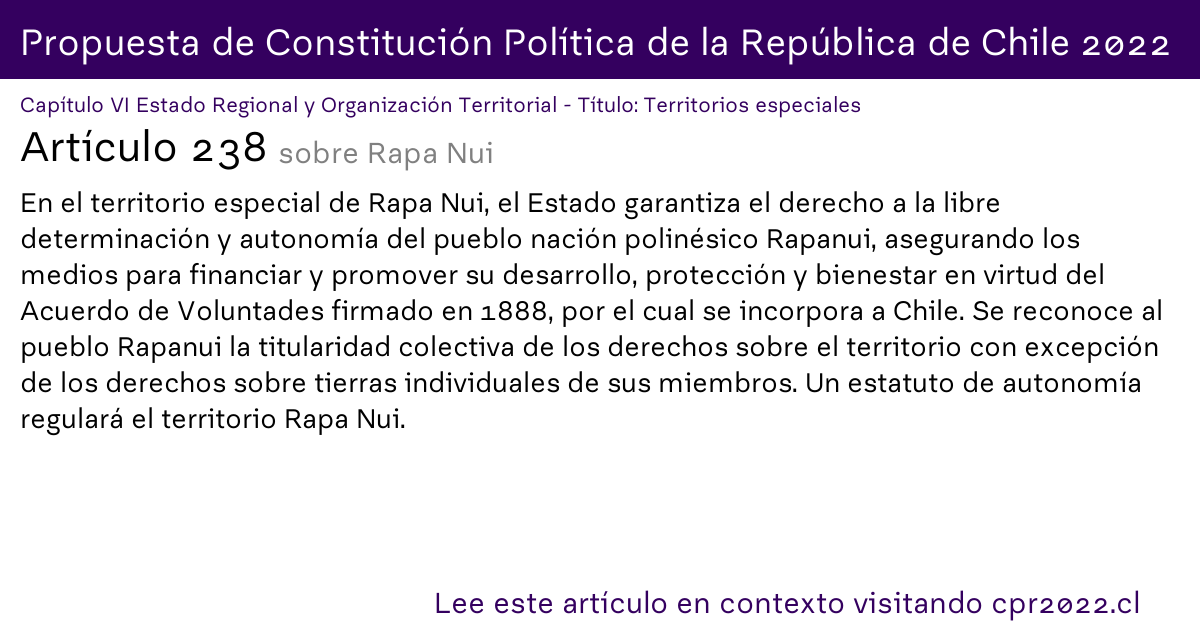 Propuesta de Constitución Política de la República de Chile 2022
Capítulo VI Estado Regional y Organización Territorial - Título: Territorios especiales
Artículo 238 sobre Rapa Nui
En el territorio especial de Rapa Nui, el Estado garantiza el derecho a la libre
determinación y autonomía del pueblo nación polinésico Rapanui, asegurando los
medios para financiar y promover su desarrollo, protección y bienestar en virtud del
Acuerdo de Voluntades firmado en 1888, por el cual se incorpora a Chile. Se reconoce al
pueblo Rapanui la titularidad colectiva de los derechos sobre el territorio con excepción
de los derechos sobre tierras individuales de sus miembros. Un estatuto de autonomía
regulará el territorio Rapa Nui.
Lee este artículo en contexto visitando cpr2022.cl